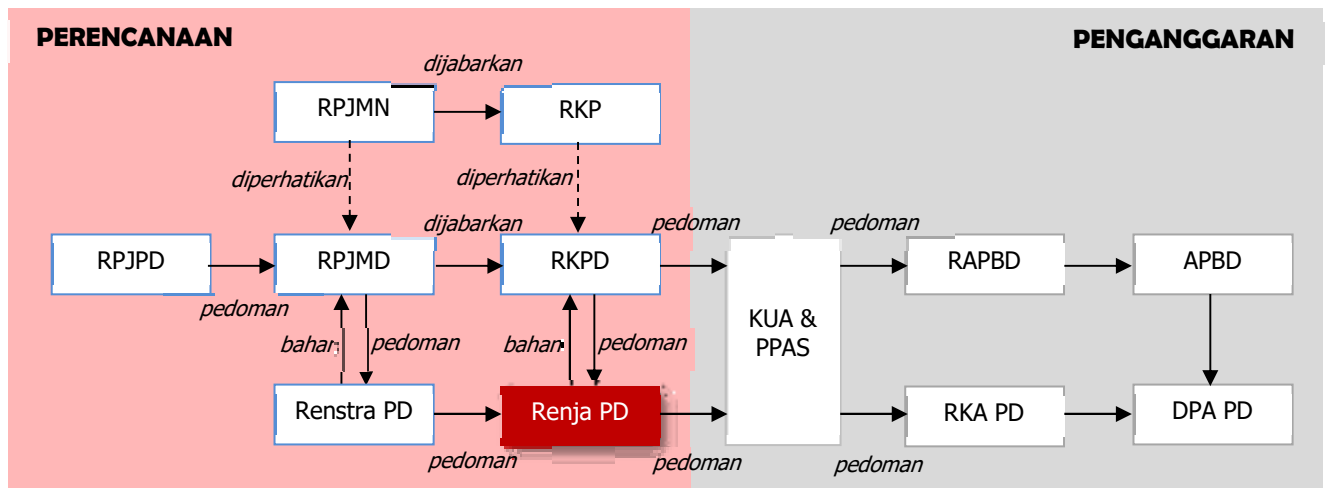 PERENCANAAN
PENGANGGARAN
dijabarkan
RPJMN
RKP
diperhatikan
diperhatikan
dijabarkan
pedoman
pedoman
RPJPD
RPJMD
RKPD
RAPBD
APBD
pedoman
KUA &
PPAS
bahan
pedoman
bahan
pedoman
Renstra PD
Renja PD
RKA PD
DPA PD
pedoman
pedoman
pedoman